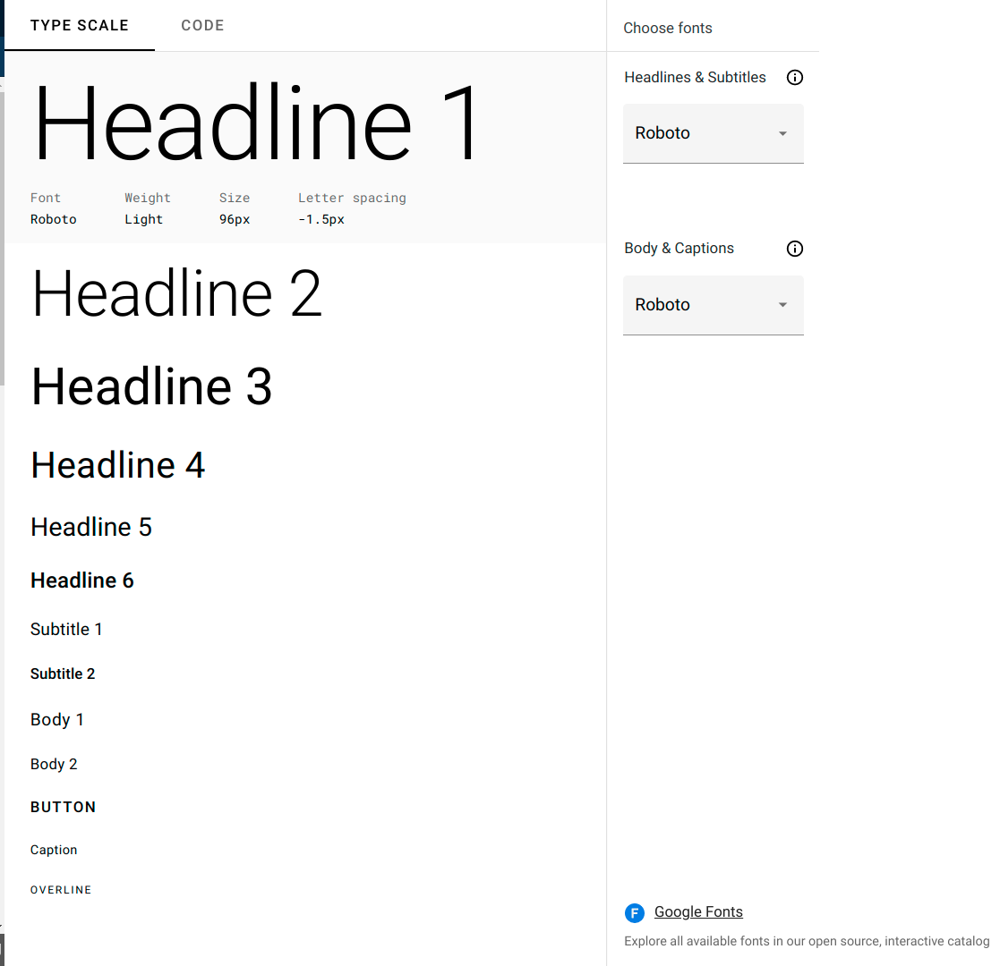 TYPE SCALE CODE
Headline 1
Font Weight Size Letter spacing
Roboto Light 96px -1.5px
Headline 2
Headline 3
Headline 4
Headline 5
Headline 6
Subtitle 1
Subtitle 2
Body 1
Body 2
BUTTON
Caption
OVERLINE
Choose fonts
Headlines & Subtitles
Roboto
Body & Captions
Roboto
F Google Fonts
Explore all available fonts in our open source, interactive catalog